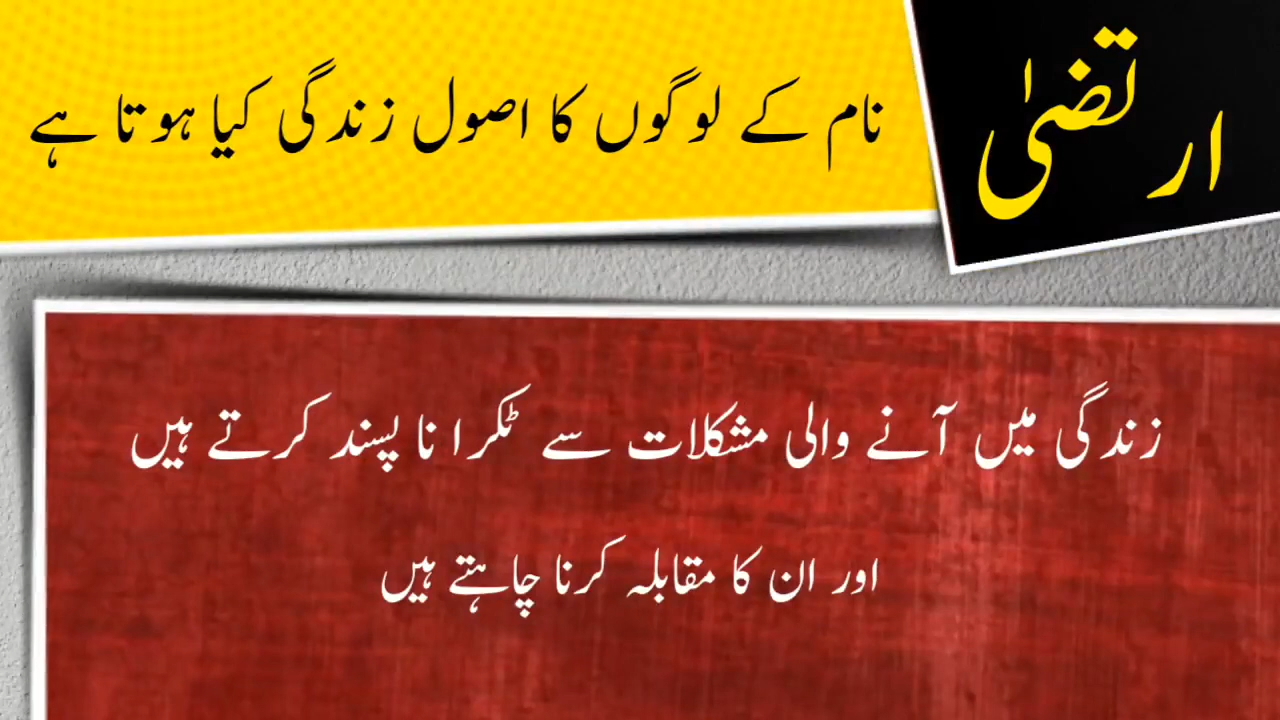 ارتضیٰ
نام کے لوگوں کا اصول زندگی کیا ہوتا ہے
زندگی میں آنے والی مشکلات سے ٹکرانا پسند کرتے ہیں
اور ان کا مقابلہ کرنا چاہتے ہیں